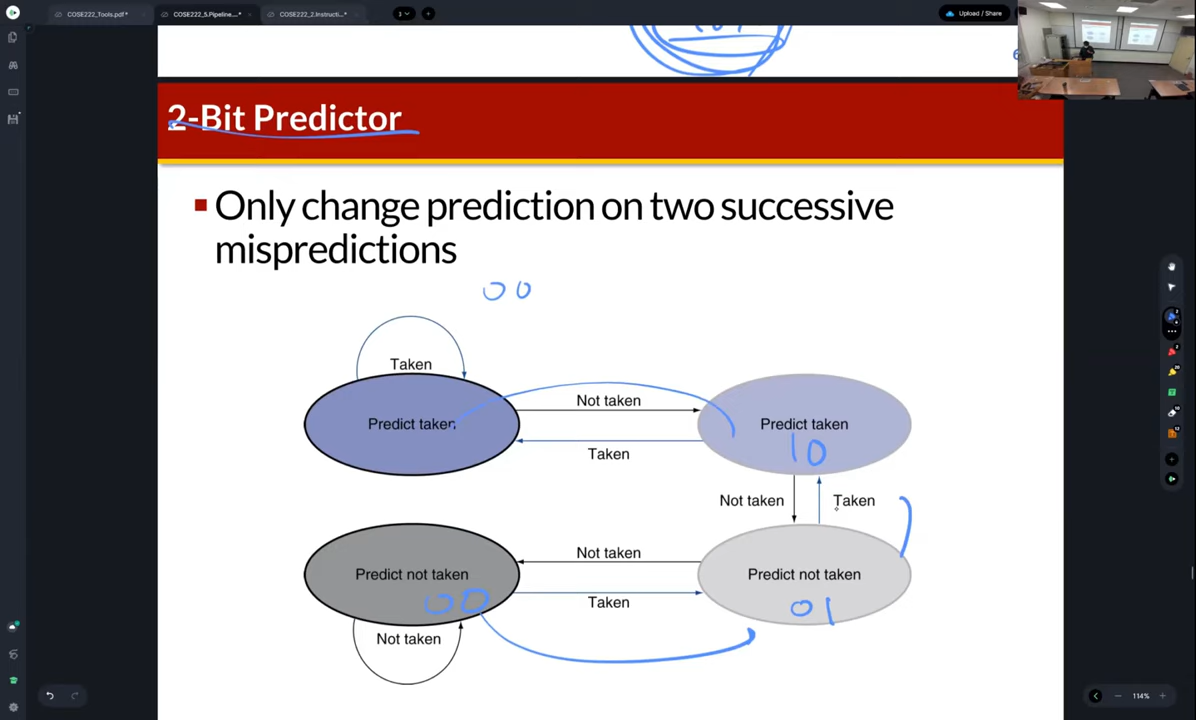 COSE222_Tools.pdf*
COSE222_5.Pipeline....*
COSE222_2.Instructi...*
3
Upload / Share
2-Bit Predictor
Only change prediction on two successive
mispredictions
00
Taken
Predict taken
Not taken
Taken
Predict taken
10
Not taken
Taken
Predict not taken
00
Not taken
Taken
Predict not taken
01
Not taken
114%